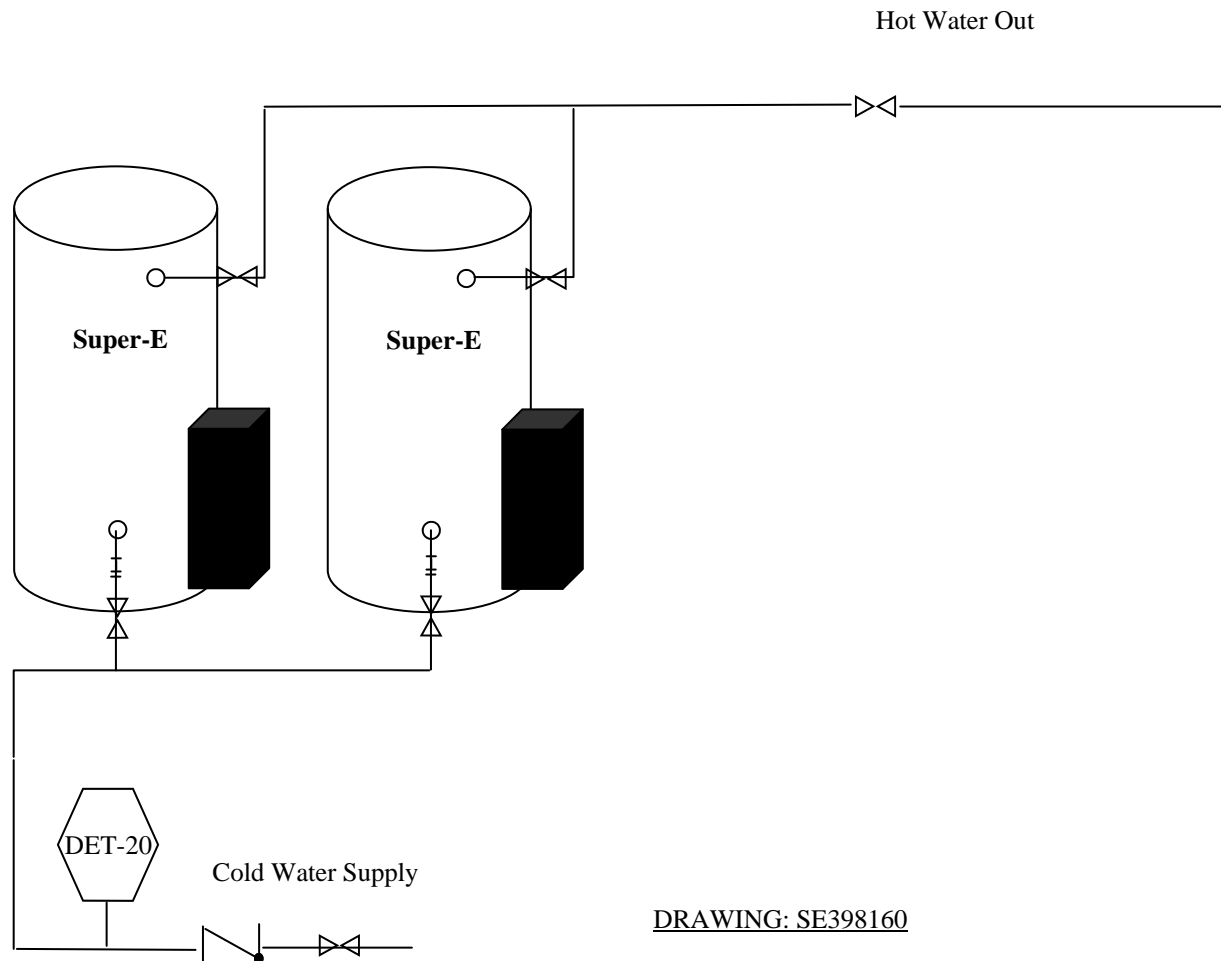 Hot Water Out
Super-E
Super-E
DET-20
Cold Water Supply
DRAWING: SE398160